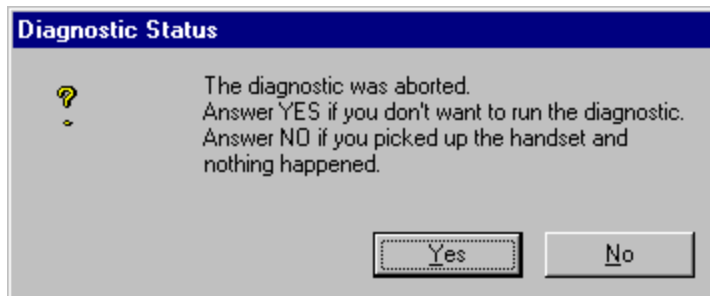 Diagnostic Status
The diagnostic was aborted.
Answer YES if you don't want to run the diagnostic.
Answer NO if you picked up the handset and
nothing happened.
Yes
No